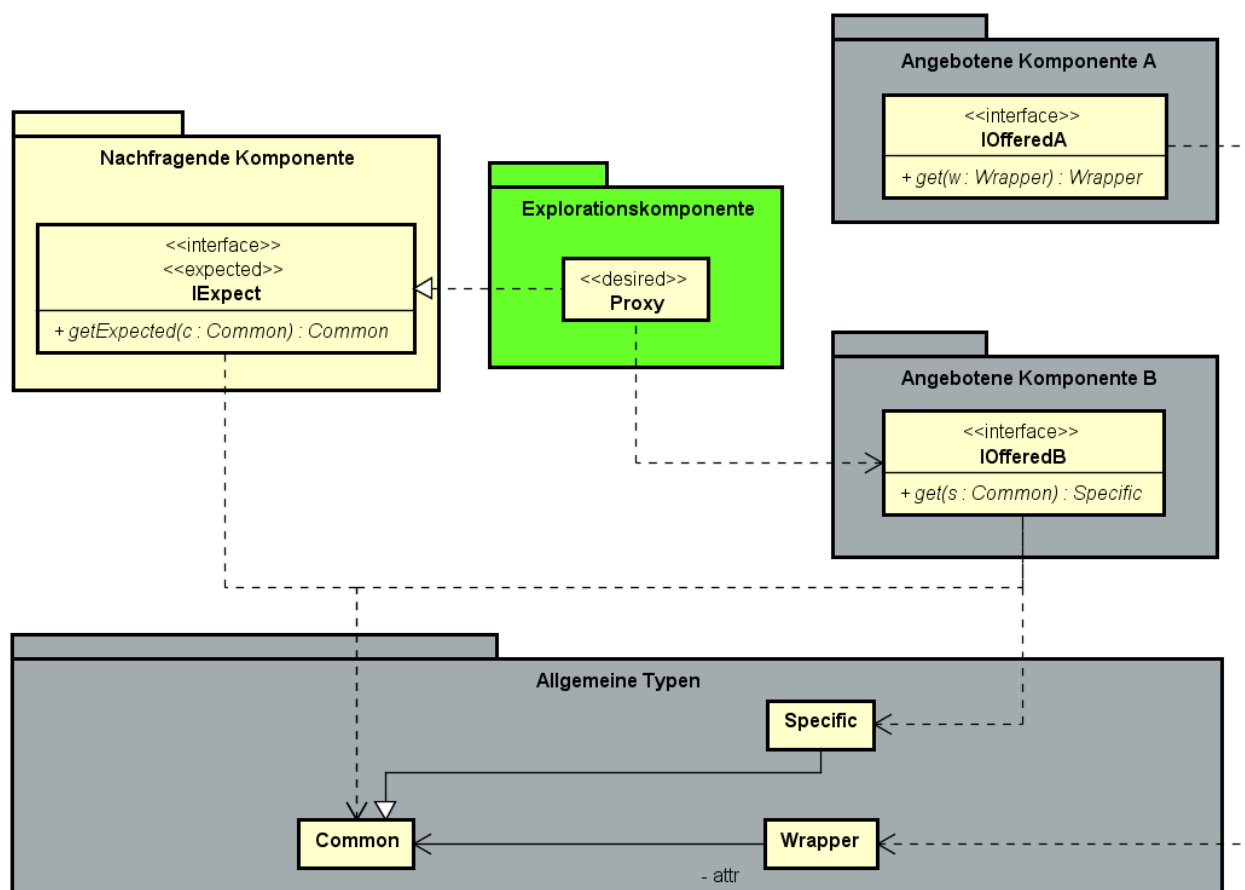 Angebotene Komponente A
<<interface>>
IOfferedA
+ get(w : Wrapper) : Wrapper
Nachfragende Komponente
<<interface>>
<<expected>>
IExpect
+ getExpected(c : Common) : Common
Explorationskomponente
<<desired>>
Proxy
Angebotene Komponente B
<<interface>>
IOfferedB
+ get(s : Common) : Specific
Allgemeine Typen
Specific
Common
Wrapper
- attr